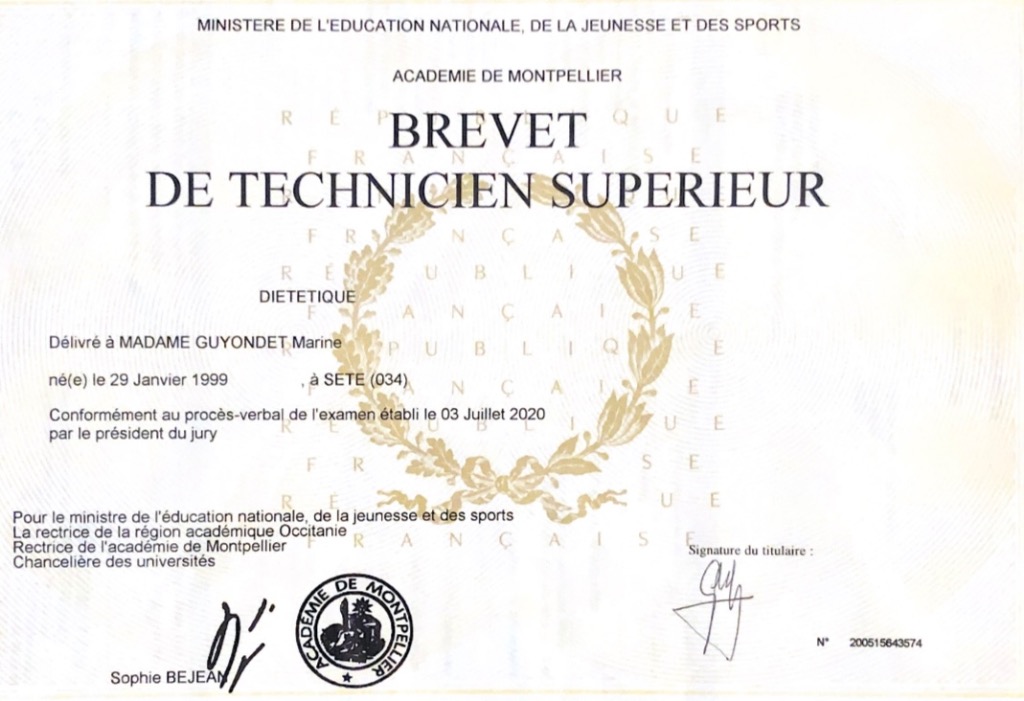 MINISTERE DE L'EDUCATION NATIONALE, DE LA JEUNESSE ET DES SPORTS
ACADEMIE DE MONTPELLIER
BREVET
DE TECHNICIEN SUPERIEUR
DIETETIQUE
Délivré à MADAME GUYONDET Marine
né(e) le 29 Janvier 1999 , à SETE (034)
Conformément au procès-verbal de l'examen établi le 03 Juillet 2020
par le président du jury
Pour le ministre de l'éducation nationale, de la jeunesse et des sports
La rectrice de la région académique Occitanie
Rectrice de l'académie de Montpellier
Chancelière des universités
Signature du titulaire :
ACADÉMIE DE MONTPELLIER
N° 200515643574
Sophie BEJEAN